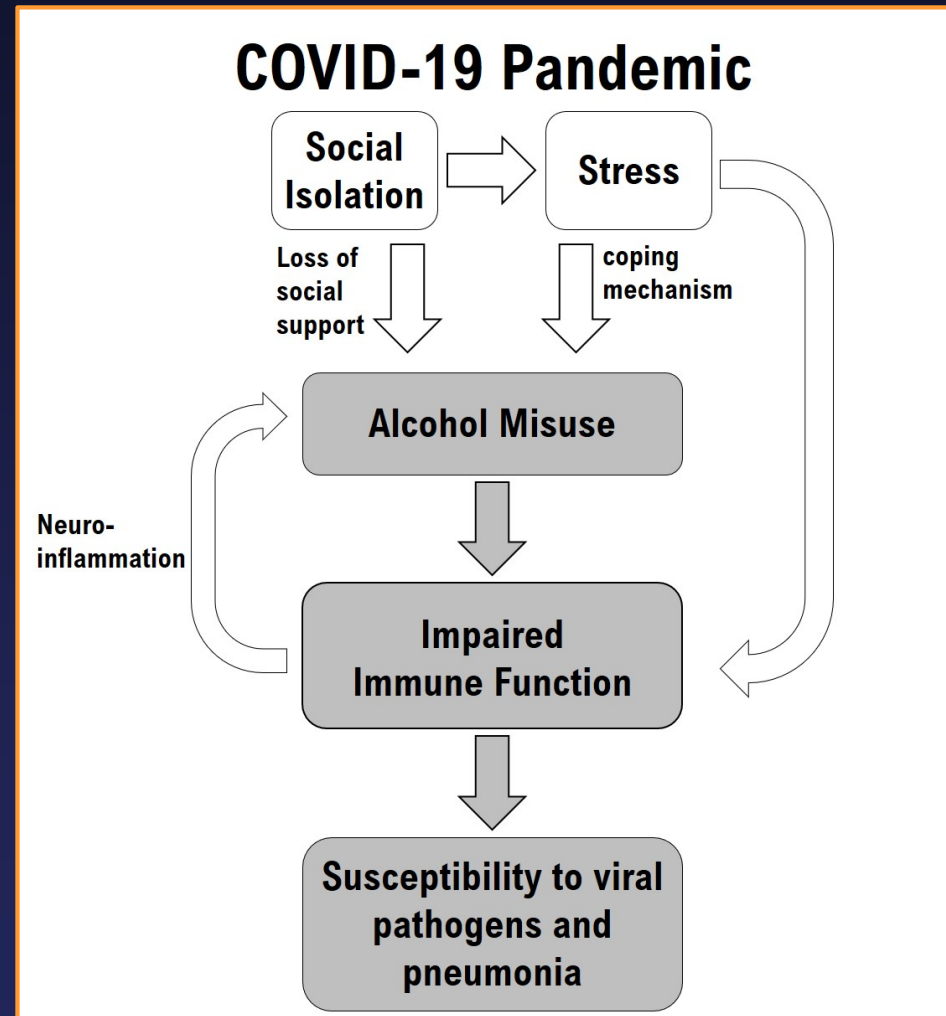 COVID-19 Pandemic
Social
Isolation
Stress
Loss of
social
support
coping
mechanism
Alcohol Misuse
Neuro-
inflammation
Impaired
Immune Function
Susceptibility to viral
pathogens and
pneumonia